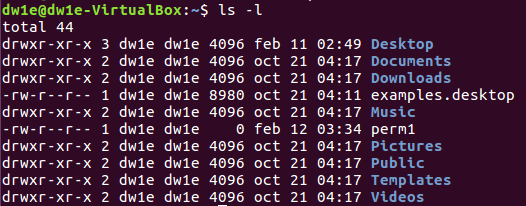 dw1e@dw1e-VirtualBox:~$ ls -l
total 44
drwxr-xr-x 3 dw1e dw1e 4096 feb 11 02:49 Desktop
drwxr-xr-x 2 dw1e dw1e 4096 oct 21 04:17 Documents
drwxr-xr-x 2 dw1e dw1e 4096 oct 21 04:17 Downloads
-rw-r--r-- 1 dw1e dw1e 8980 oct 21 04:11 examples.desktop
drwxr-xr-x 2 dw1e dw1e 4096 oct 21 04:17 Music
-rw-r--r-- 1 dw1e dw1e    0 feb 12 03:34 perm1
drwxr-xr-x 2 dw1e dw1e 4096 oct 21 04:17 Pictures
drwxr-xr-x 2 dw1e dw1e 4096 oct 21 04:17 Public
drwxr-xr-x 2 dw1e dw1e 4096 oct 21 04:17 Templates
drwxr-xr-x 2 dw1e dw1e 4096 oct 21 04:17 Videos